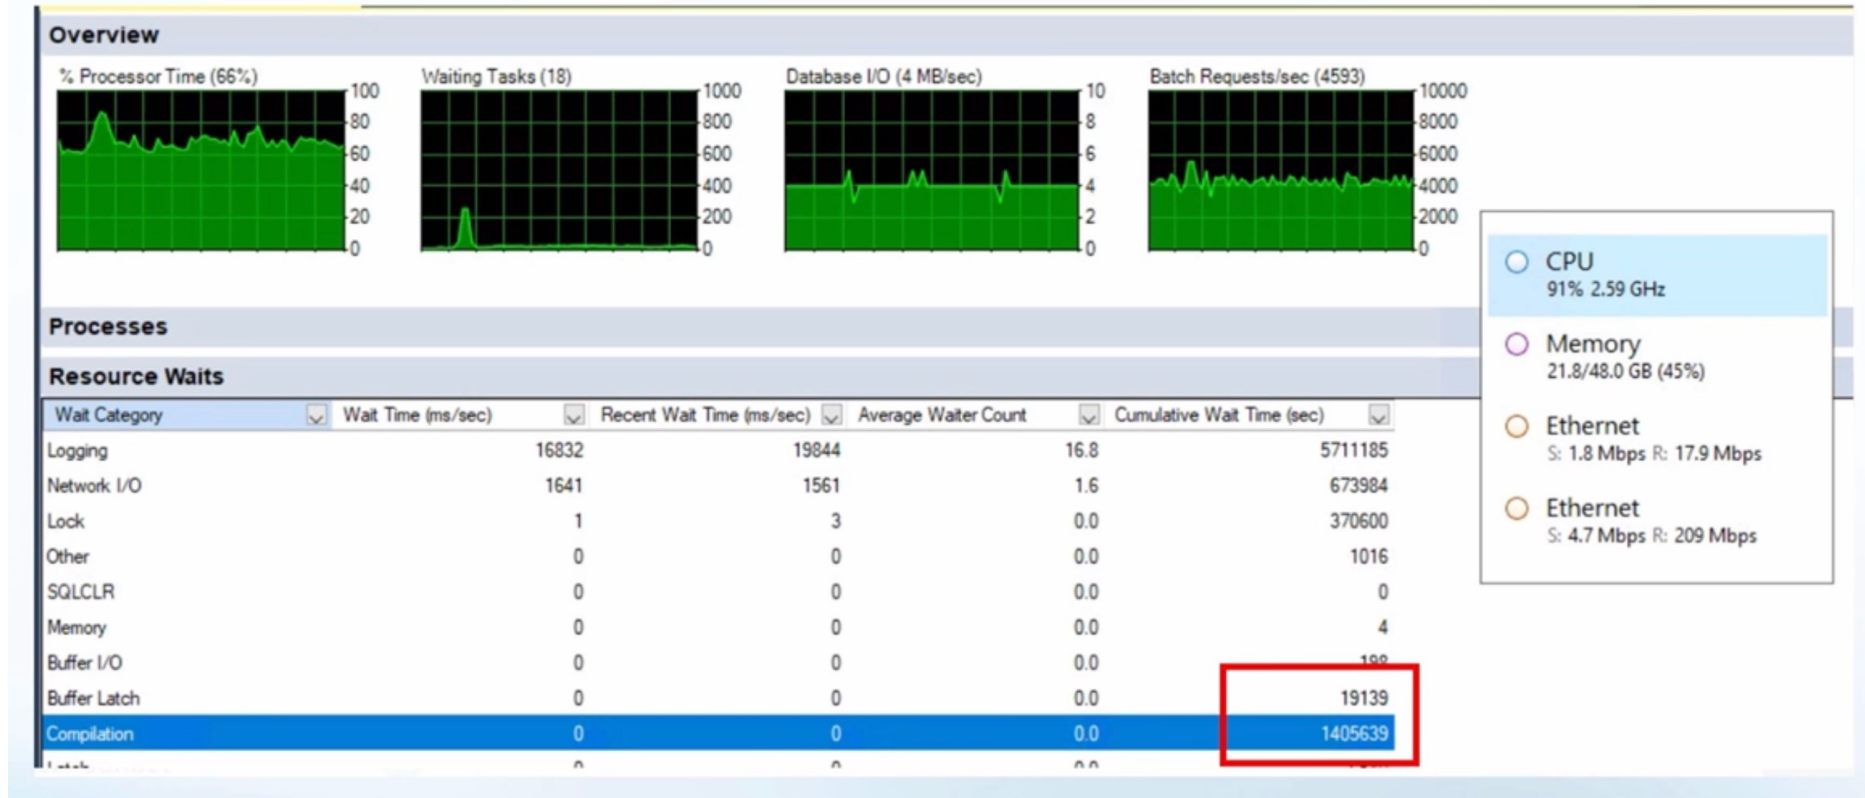 Overview
% Processor Time (66%)
100
80
60
40
20
0
Waiting Tasks (18)
1000
800
600
400
200
0
Database I/O (4 MB/sec)
10
8
6
4
2
0
Batch Requests/sec (4593)
10000
8000
6000
4000
2000
0
CPU
91% 2.59 GHz
Memory
21.8/48.0 GB (45%)
Ethernet
S: 1.8 Mbps R: 17.9 Mbps
Ethernet
S: 4.7 Mbps R: 209 Mbps
Processes
Resource Waits
Wait Category Wait Time (ms/sec) Recent Wait Time (ms/sec) Average Waiter Count Cumulative Wait Time (sec)
Logging 16832 19844 16.8 5711185
Network I/O 1641 1561 1.6 673984
Lock 1 3 0.0 370600
Other 0 0 0.0 1016
SQLCLR 0 0 0.0 0
Memory 0 0 0.0 4
Buffer I/O 0 0 0.0 198
Buffer Latch 0 0 0.0 19139
Compilation 0 0 0.0 1405639